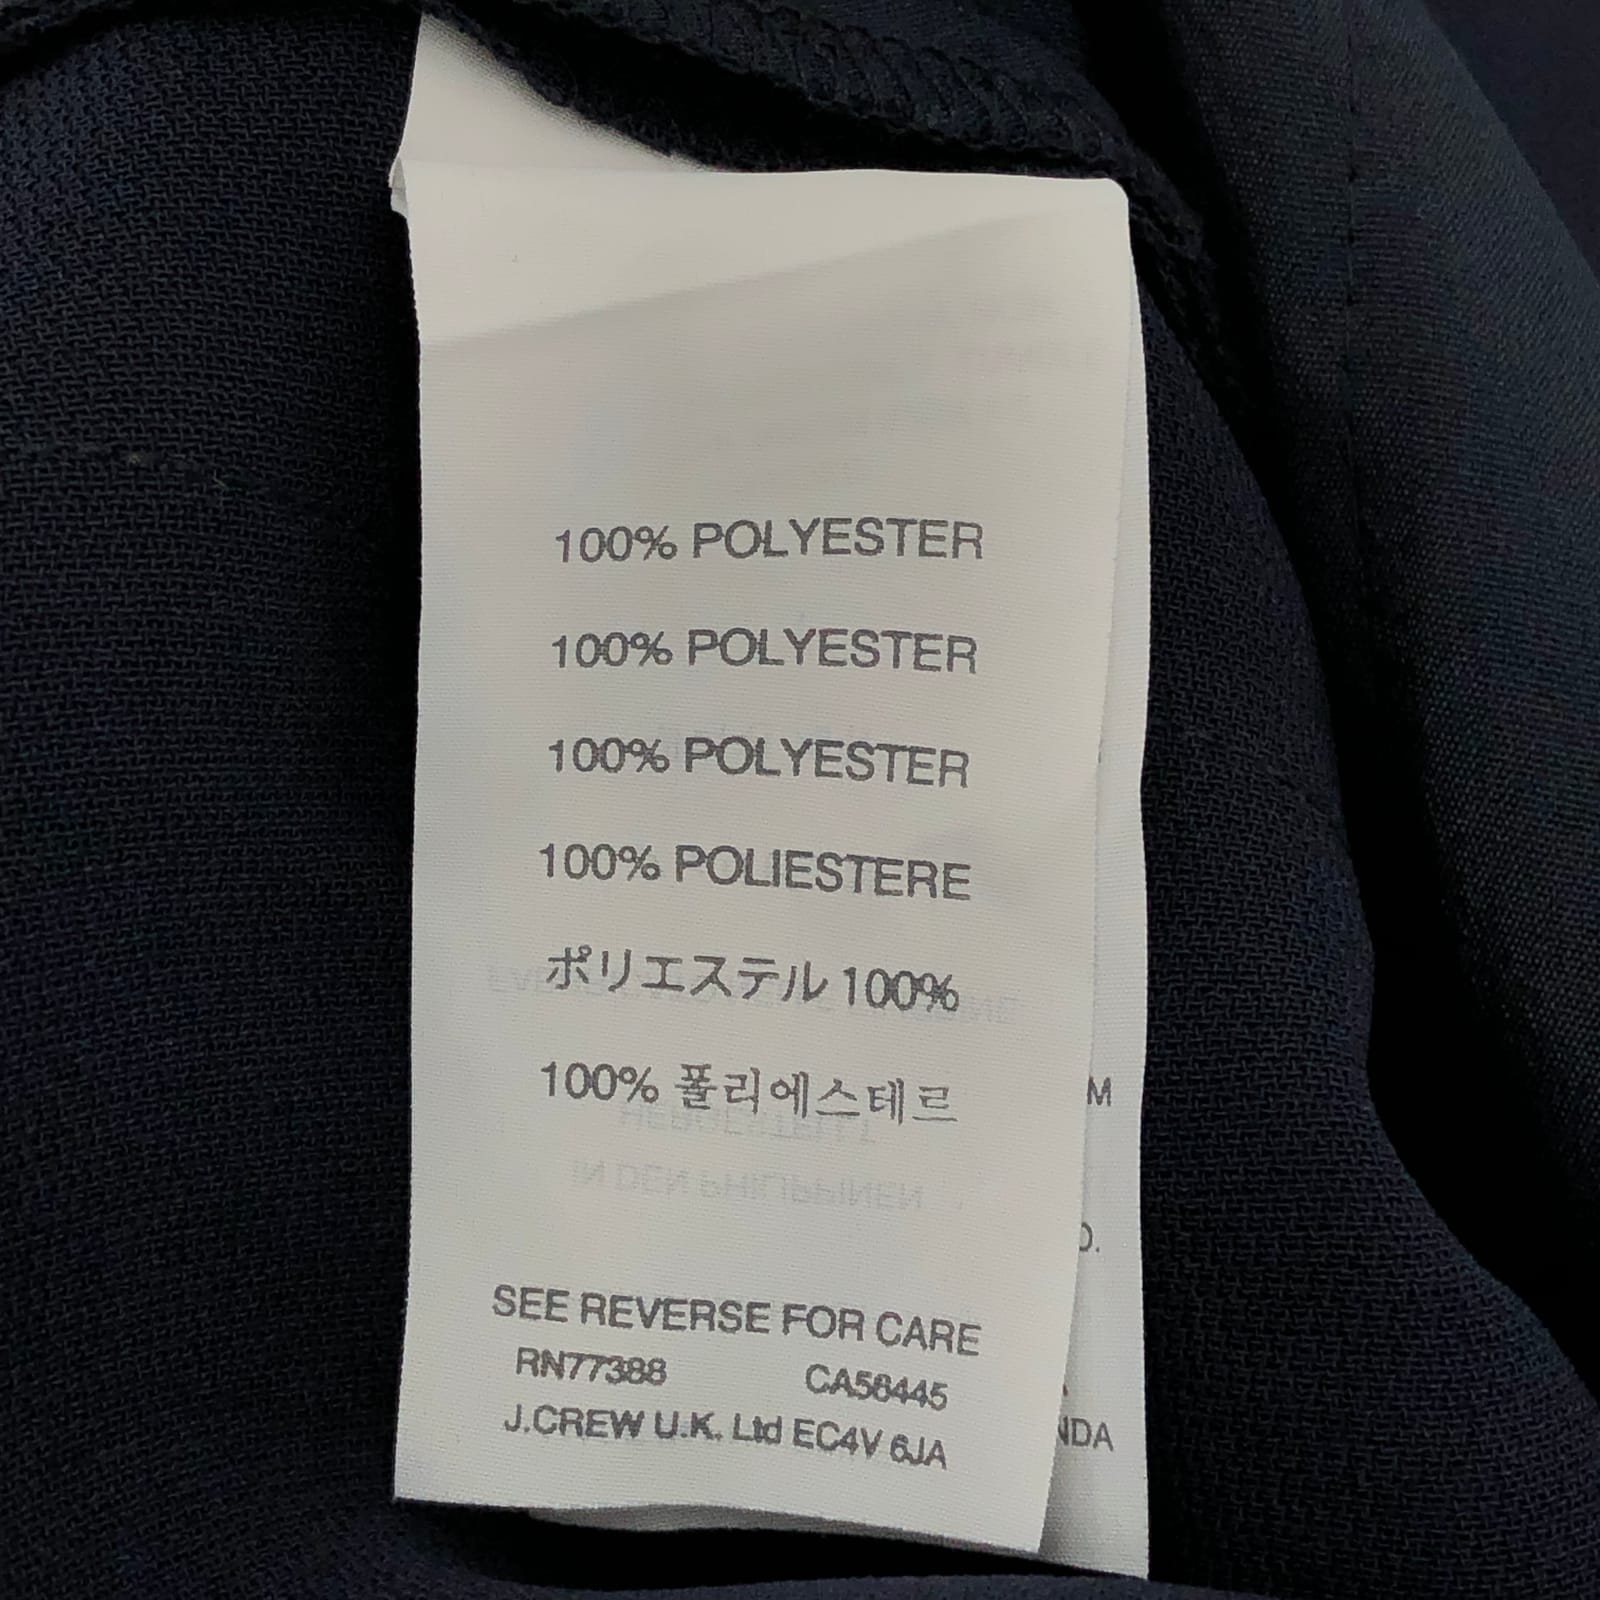 100% POLYESTER
100% POLYESTER
100% POLYESTER
100% POLIESTERE
ポリエステル 100%
100% 폴리에스테르
SEE REVERSE FOR CARE
RN77388 CA56445
J.CREW U.K. Ltd EC4V 6JA